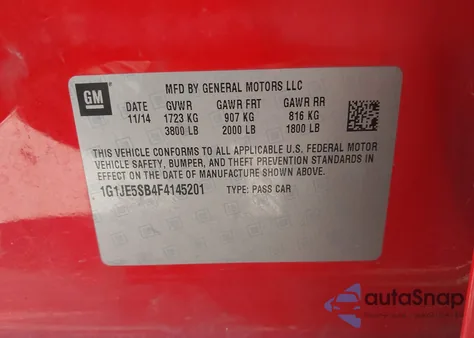 GM
MFD BY GENERAL MOTORS LLC
DATE GVWR GAWR FRT GAWR RR
11/14 1723 KG 907 KG 816 KG
3800 LB 2000 LB 1800 LB
THIS VEHICLE CONFORMS TO ALL APPLICABLE U.S. FEDERAL MOTOR
VEHICLE SAFETY, BUMPER, AND THEFT PREVENTION STANDARDS IN
EFFECT ON THE DATE OF MANUFACTURE SHOWN ABOVE.
1G1JE5SB4F4145201 TYPE: PASS CAR
autoSnap